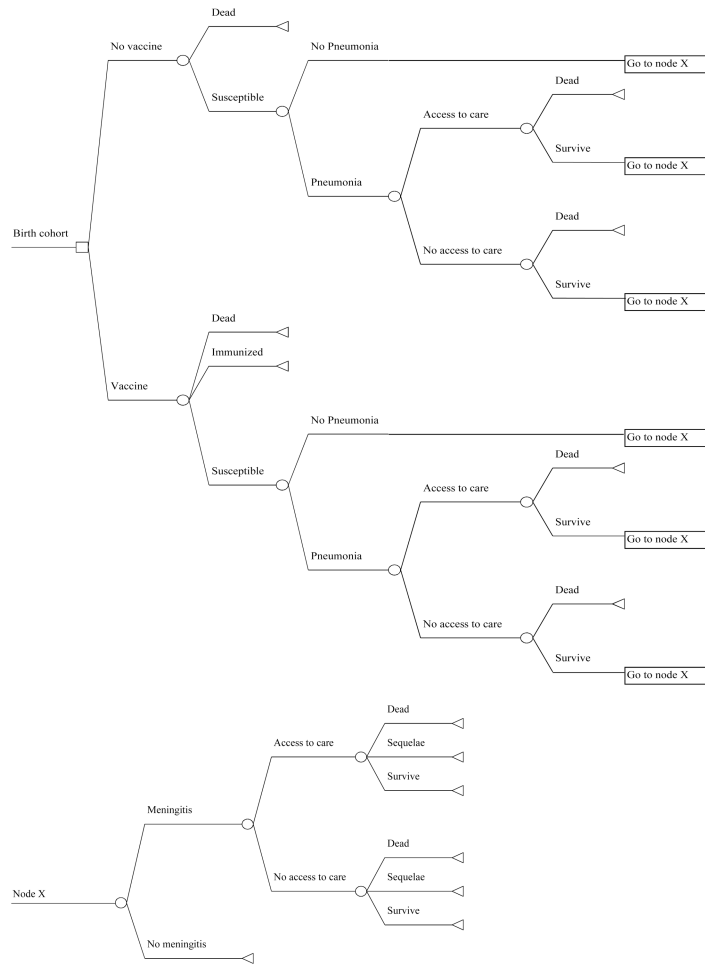 Dead
No vaccine
No Pneumonia
Go to node X
Dead
Susceptible
Access to care
Survive
Go to node X
Pneumonia
Dead
Birth cohort
No access to care
Survive
Go to node X
Dead
Immunized
Vaccine
No Pneumonia
Go to node X
Dead
Susceptible
Access to care
Survive
Go to node X
Pneumonia
Dead
No access to care
Survive
Go to node X
Dead
Access to care
Sequelae
Survive
Meningitis
Dead
No access to care
Sequelae
Node X
Survive
No meningitis